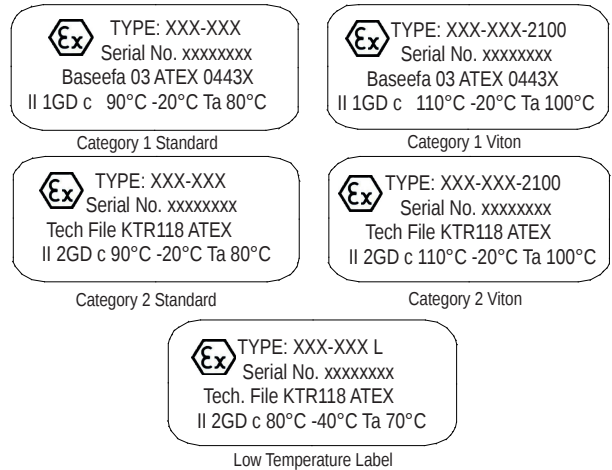 Ex TYPE: XXX-XXX
Serial No. xxxxxxxx
Baseefa 03 ATEX 0443X
II 1GD c 90°C -20°C Ta 80°C
Category 1 Standard
Ex TYPE: XXX-XXX-2100
Serial No. xxxxxxxx
Baseefa 03 ATEX 0443X
II 1GD c 110°C -20°C Ta 100°C
Category 1 Viton
Ex TYPE: XXX-XXX
Serial No. xxxxxxxx
Tech File KTR118 ATEX
II 2GD c 90°C -20°C Ta 80°C
Category 2 Standard
Ex TYPE: XXX-XXX-2100
Serial No. xxxxxxxx
Tech File KTR118 ATEX
II 2GD c 110°C -20°C Ta 100°C
Category 2 Viton
Ex TYPE: XXX-XXX L
Serial No. xxxxxxxx
Tech. File KTR118 ATEX
II 2GD c 80°C -40°C Ta 70°C
Low Temperature Label